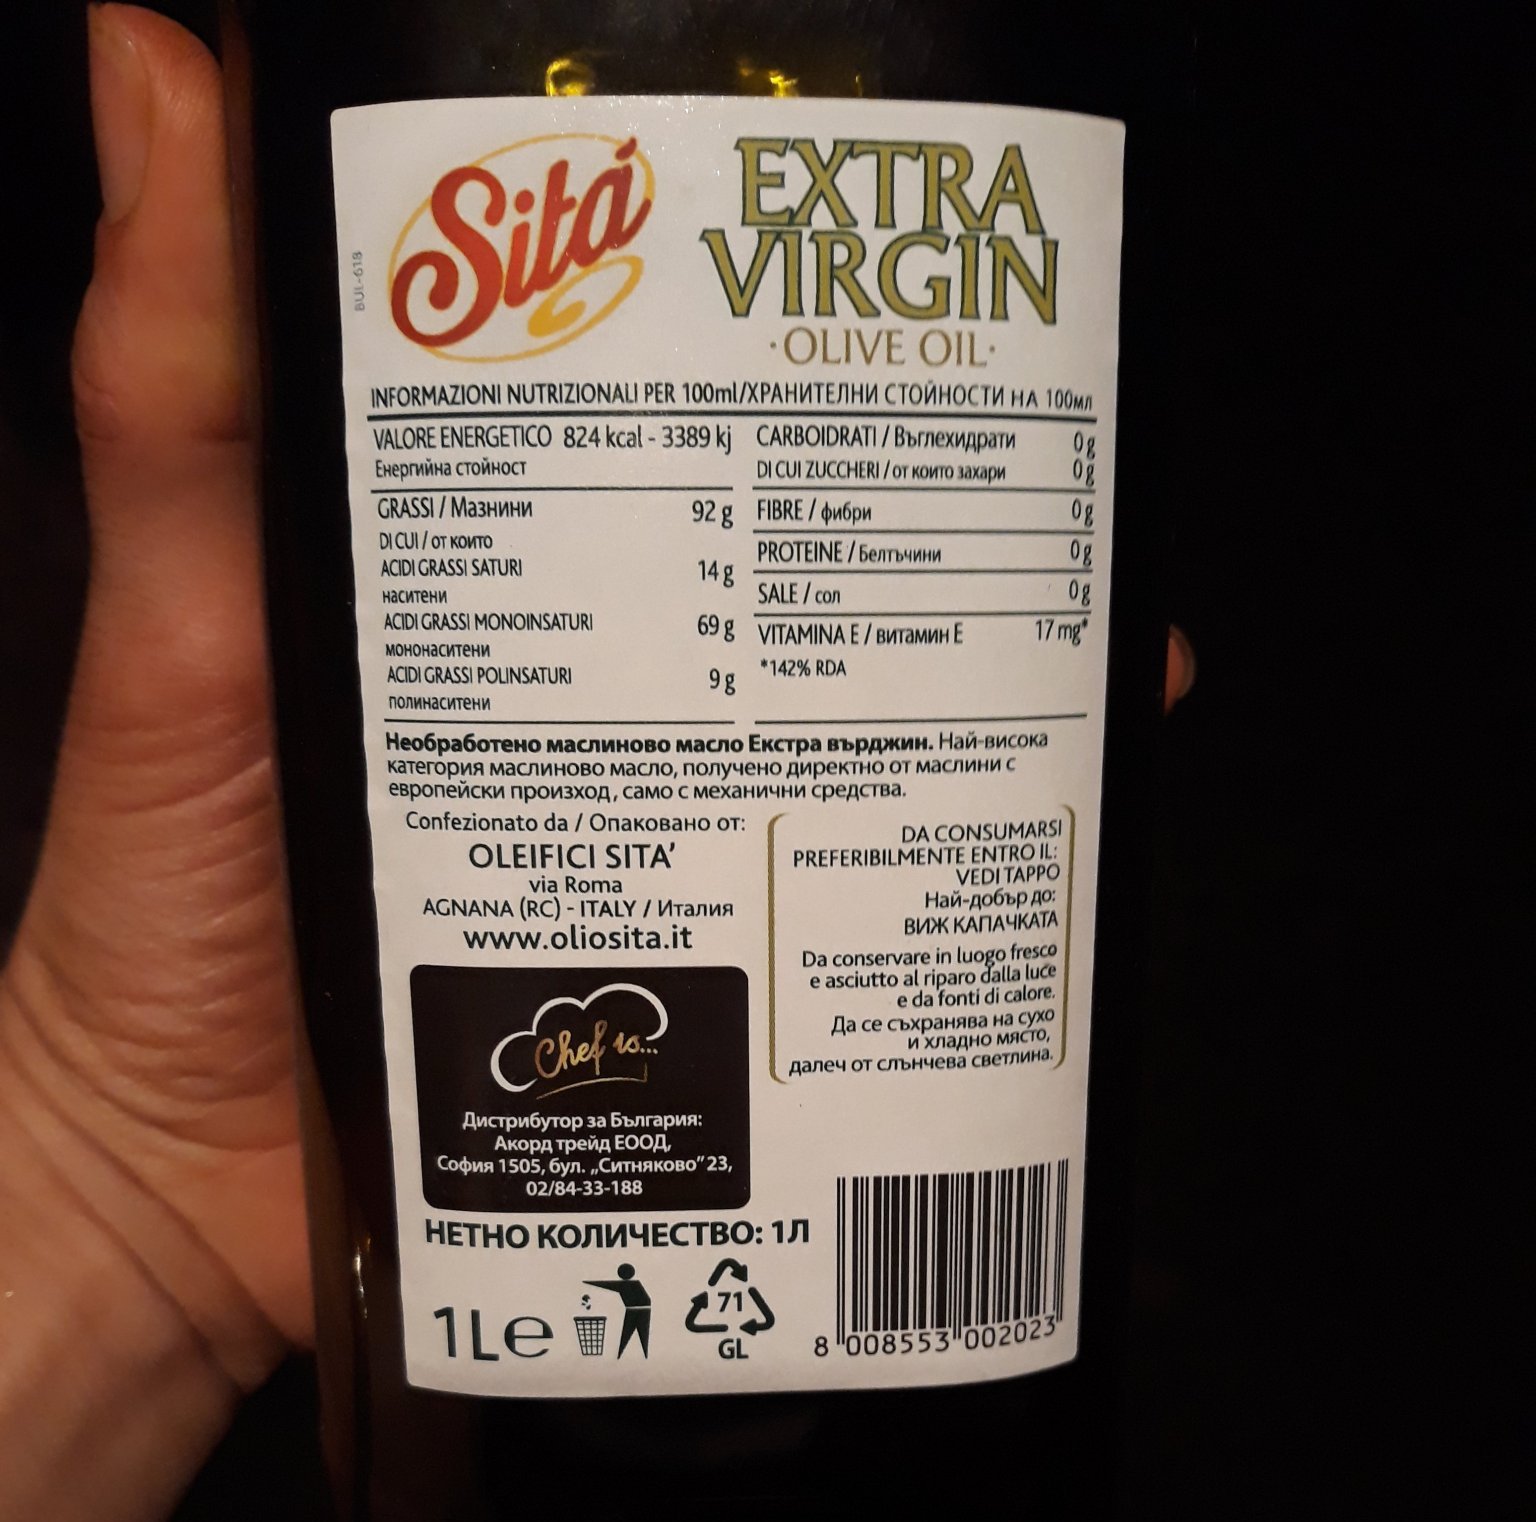 Sitá
EXTRA
VIRGIN
·OLIVE OIL·
BUL-618
INFORMAZIONI NUTRIZIONALI PER 100ml/ХРАНИТЕЛНИ СТОЙНОСТИ НА 100мл
VALORE ENERGETICO 824 kcal - 3389 kj
Енергийна стойност
GRASSI / Мазнини 92 g
DI CUI / от които
ACIDI GRASSI SATURI 14 g
наситени
ACIDI GRASSI MONOINSATURI 69 g
мононаситени
ACIDI GRASSI POLINSATURI 9 g
полинаситени
CARBOIDRATI / Въглехидрати 0 g
DI CUI ZUCCHERI / от които захари 0 g
FIBRE / фибри 0 g
PROTEINE / Белтъчини 0 g
SALE / сол 0 g
VITAMINA E / витамин Е 17 mg*
*142% RDA
Необработено маслиново масло Екстра върджин. Най-висока
категория маслиново масло, получено директно от маслини с
европейски произход, само с механични средства.
Confezionato da / Опаковано от:
OLEIFICI SITA'
via Roma
AGNANA (RC) - ITALY / Италия
www.oliosita.it
DA CONSUMARSI
PREFERIBILMENTE ENTRO IL:
VEDI TAPPO
Най-добър до:
ВИЖ КАПАЧКАТА
Da conservare in luogo fresco
e asciutto al riparo dalla luce
e da fonti di calore.
Да се съхранява на сухо
и хладно място,
далеч от слънчева светлина.
Chef is...
Дистрибутор за България:
Акорд трейд ЕООД,
София 1505, бул. „Ситняково" 23,
02/84-33-188
НЕТНО КОЛИЧЕСТВО: 1Л
1L℮
71
GL
8 008553 002023